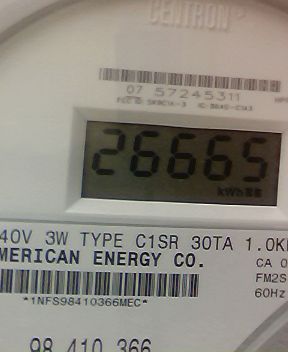 CENTRON
07 57245311
26665
kWh
40V 3W TYPE C1SR 30TA 1.0K
MERICAN ENERGY CO.
CA 0
FM2S
60Hz
*1NFS98410366MEC*
98 410 366